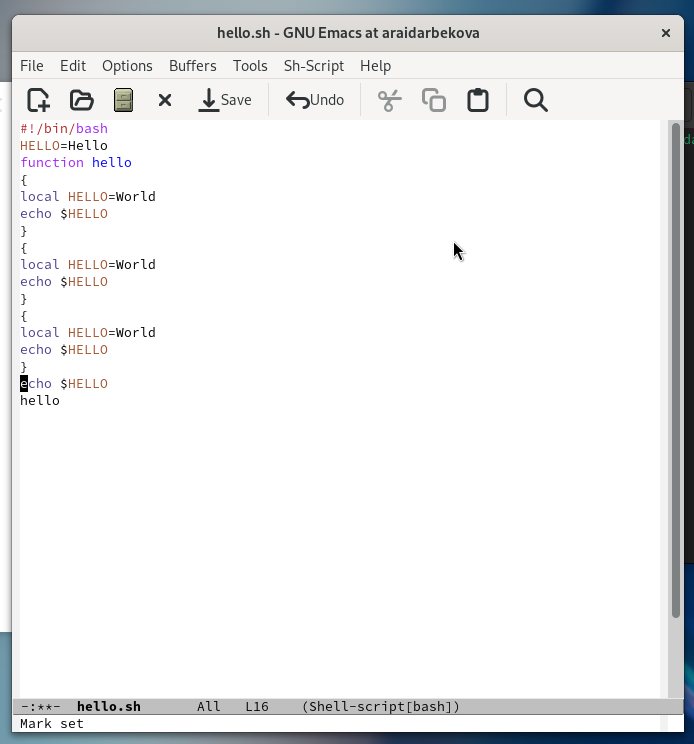 hello.sh - GNU Emacs at araidarbekova
File Edit Options Buffers Tools Sh-Script Help
Save Undo
#!/bin/bash
HELLO=Hello
function hello
{
local HELLO=World
echo $HELLO
}
{
local HELLO=World
echo $HELLO
}
{
local HELLO=World
echo $HELLO
}
echo $HELLO
hello
-:**- hello.sh All L16 (Shell-script[bash])
Mark set